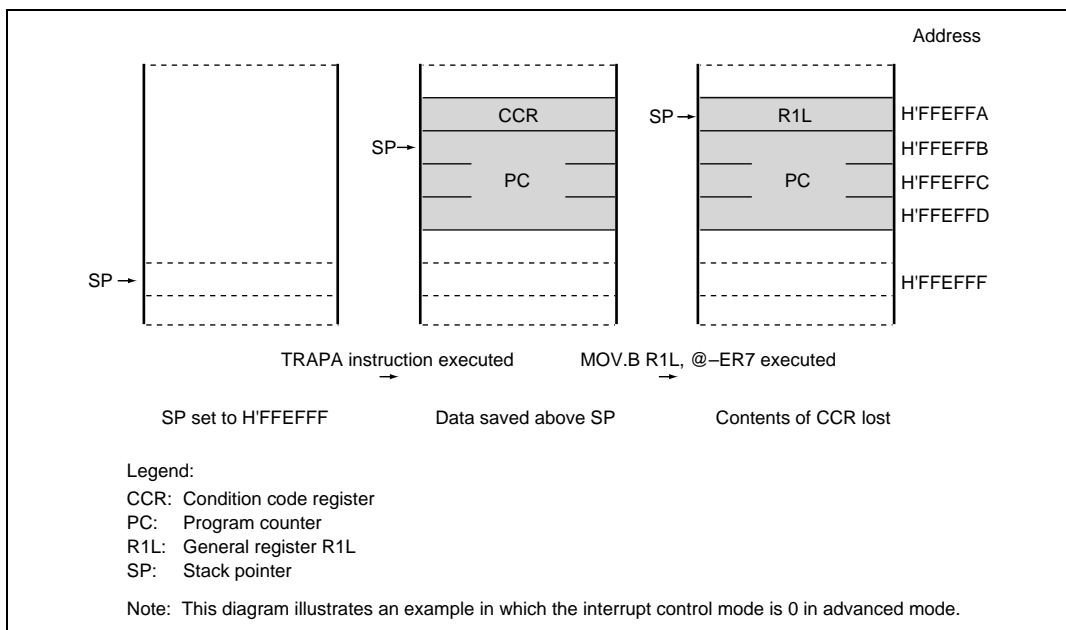 Address
CCR
SP
R1L
H'FFEFFA
SP
H'FFEFFB
PC
PC
H'FFEFFC
H'FFEFFD
SP
H'FFEFFF
TRAPA instruction executed
MOV.B R1L, @–ER7 executed
SP set to H'FFEFFF
Data saved above SP
Contents of CCR lost
Legend:
CCR: Condition code register
PC: Program counter
R1L: General register R1L
SP: Stack pointer
Note: This diagram illustrates an example in which the interrupt control mode is 0 in advanced mode.